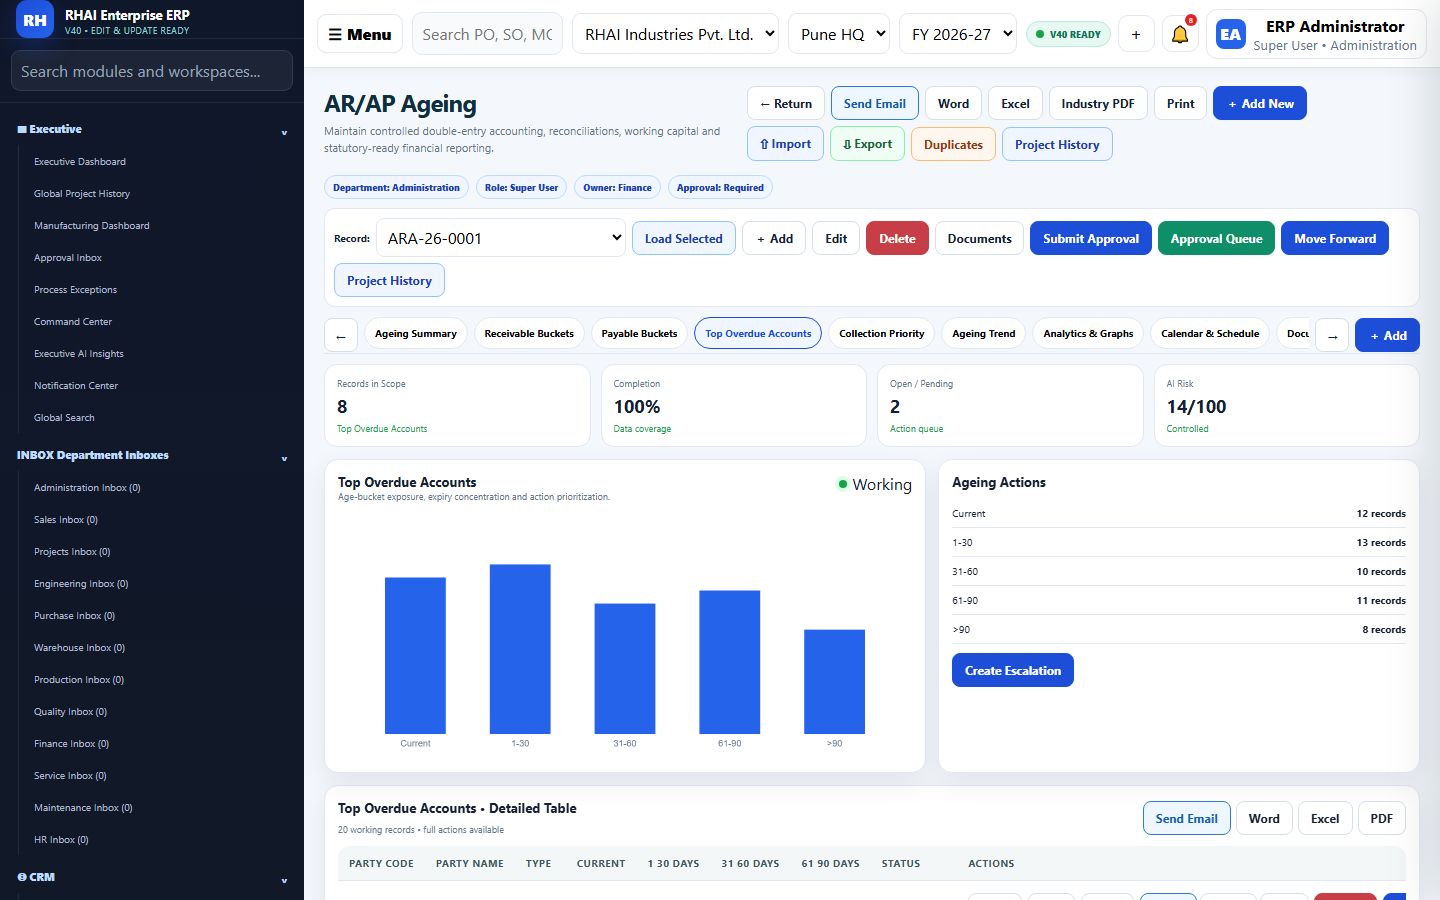 RH
RHAI Enterprise ERP
V40 • EDIT & UPDATE READY
Search modules and workspaces...
Executive
Executive Dashboard
Global Project History
Manufacturing Dashboard
Approval Inbox
Process Exceptions
Command Center
Executive AI Insights
Notification Center
Global Search
INBOX Department Inboxes
Administration Inbox (0)
Sales Inbox (0)
Projects Inbox (0)
Engineering Inbox (0)
Purchase Inbox (0)
Warehouse Inbox (0)
Production Inbox (0)
Quality Inbox (0)
Finance Inbox (0)
Service Inbox (0)
Maintenance Inbox (0)
HR Inbox (0)
CRM
☰ Menu
Search PO, SO, MO
RHAI Industries Pvt. Ltd.
Pune HQ
FY 2026-27
V40 READY
+
8
EA
ERP Administrator
Super User • Administration
AR/AP Ageing
Maintain controlled double-entry accounting, reconciliations, working capital and
statutory-ready financial reporting.
← Return
Send Email
Word
Excel
Industry PDF
Print
+ Add New
⇧ Import
⇩ Export
Duplicates
Project History
Department: Administration
Role: Super User
Owner: Finance
Approval: Required
Record:
ARA-26-0001
Load Selected
+ Add
Edit
Delete
Documents
Submit Approval
Approval Queue
Move Forward
Project History
←
Ageing Summary
Receivable Buckets
Payable Buckets
Top Overdue Accounts
Collection Priority
Ageing Trend
Analytics & Graphs
Calendar & Schedule
Docu
→
+ Add
Records in Scope
8
Top Overdue Accounts
Completion
100%
Data coverage
Open / Pending
2
Action queue
AI Risk
14/100
Controlled
Top Overdue Accounts
Age-bucket exposure, expiry concentration and action prioritization.
Working
Current
1-30
31-60
61-90
>90
Ageing Actions
Current 12 records
1-30 13 records
31-60 10 records
61-90 11 records
>90 8 records
Create Escalation
Top Overdue Accounts • Detailed Table
20 working records • full actions available
Send Email
Word
Excel
PDF
PARTY CODE PARTY NAME TYPE CURRENT 1 30 DAYS 31 60 DAYS 61 90 DAYS STATUS ACTIONS